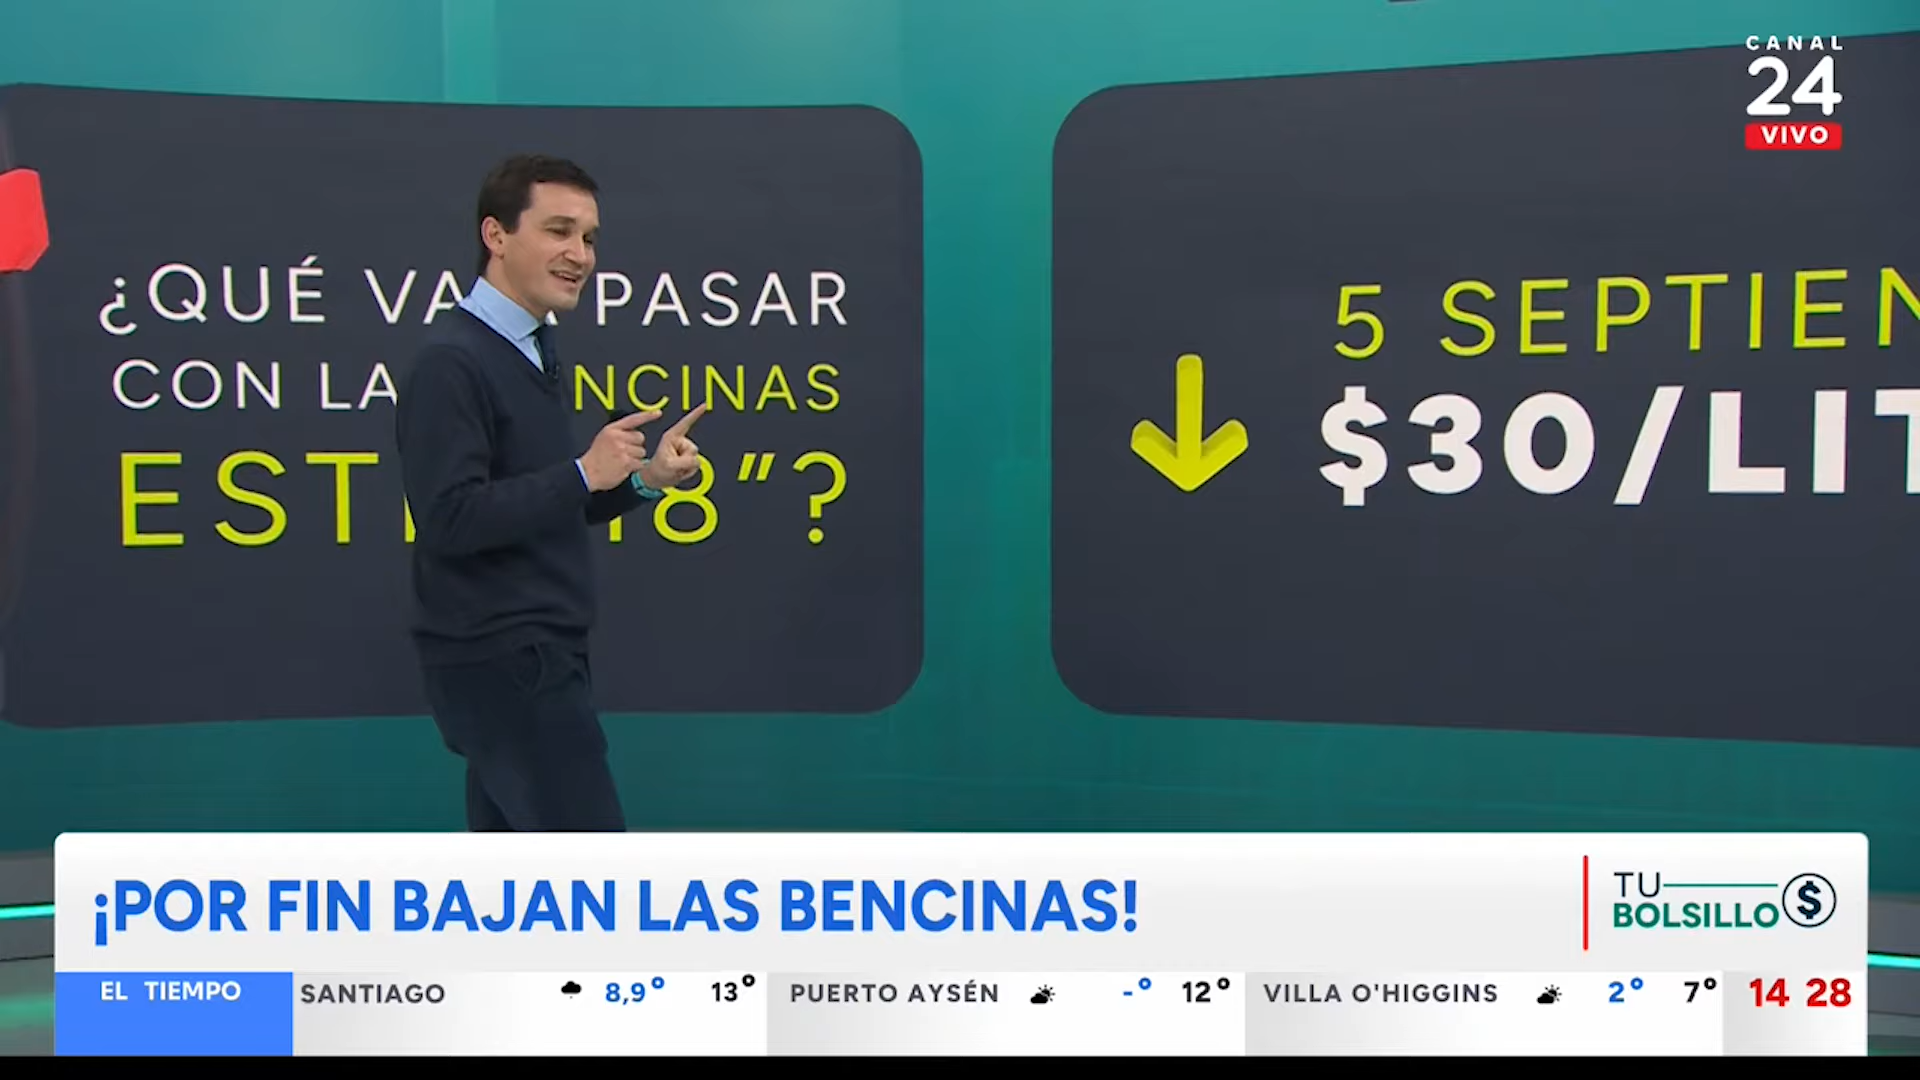 CANAL
24
VIVO
¿QUÉ VA PASAR
CON LA NCINAS
EST 18"?
5 SEPTIEN
$30/LIT
¡POR FIN BAJAN LAS BENCINAS!
TU
BOLSILLO $
EL TIEMPO
SANTIAGO 8,9° 13°
PUERTO AYSÉN -° 12°
VILLA O'HIGGINS 2° 7°
14 28